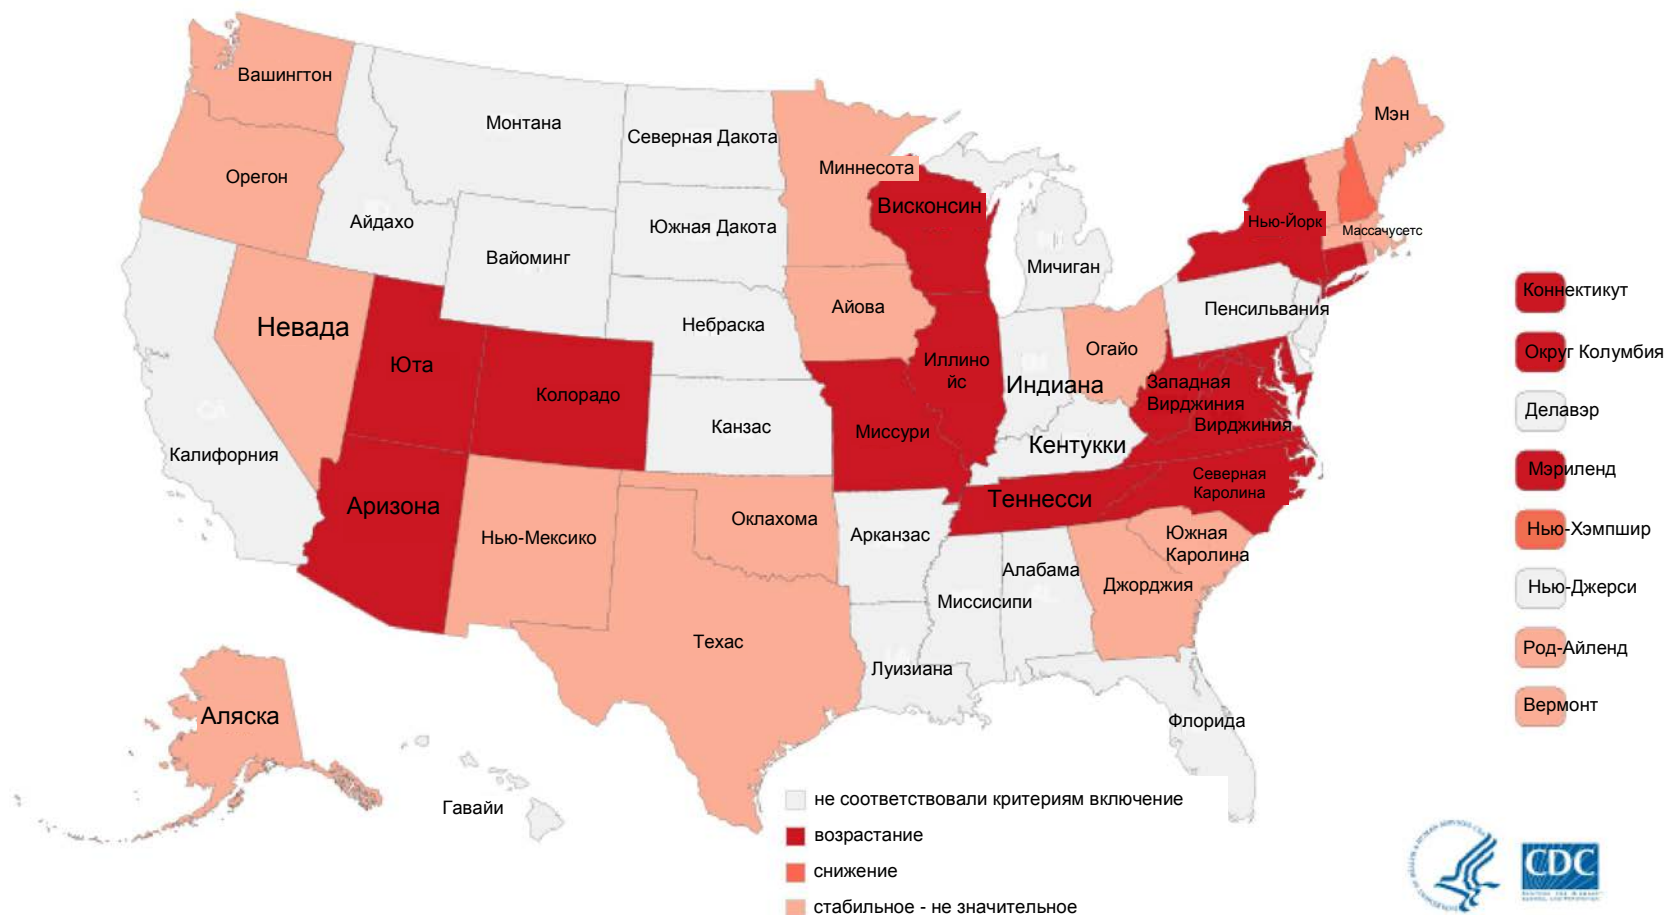 Вашингтон
Монтана
Северная Дакота
Миннесота
Мэн
Орегон
Айдахо
Южная Дакота
Висконсин
Нью-Йорк
Массачусетс
Вайоминг
Мичиган
Невада
Небраска
Айова
Пенсильвания
Юта
Колорадо
Иллино
йс
Огайо
Индиана
Западная
Вирджиния
Вирджиния
Калифорния
Канзас
Миссури
Кентукки
Аризона
Нью-Мексико
Оклахома
Теннесси
Северная
Каролина
Арканзас
Южная
Каролина
Алабама
Джорджия
Миссисипи
Техас
Луизиана
Флорида
Аляска
Гавайи
Коннектикут
Округ Колумбия
Делавэр
Мэриленд
Нью-Хэмпшир
Нью-Джерси
Род-Айленд
Вермонт
не соответствовали критериям включение
возрастание
снижение
стабильное - не значительное
CDC